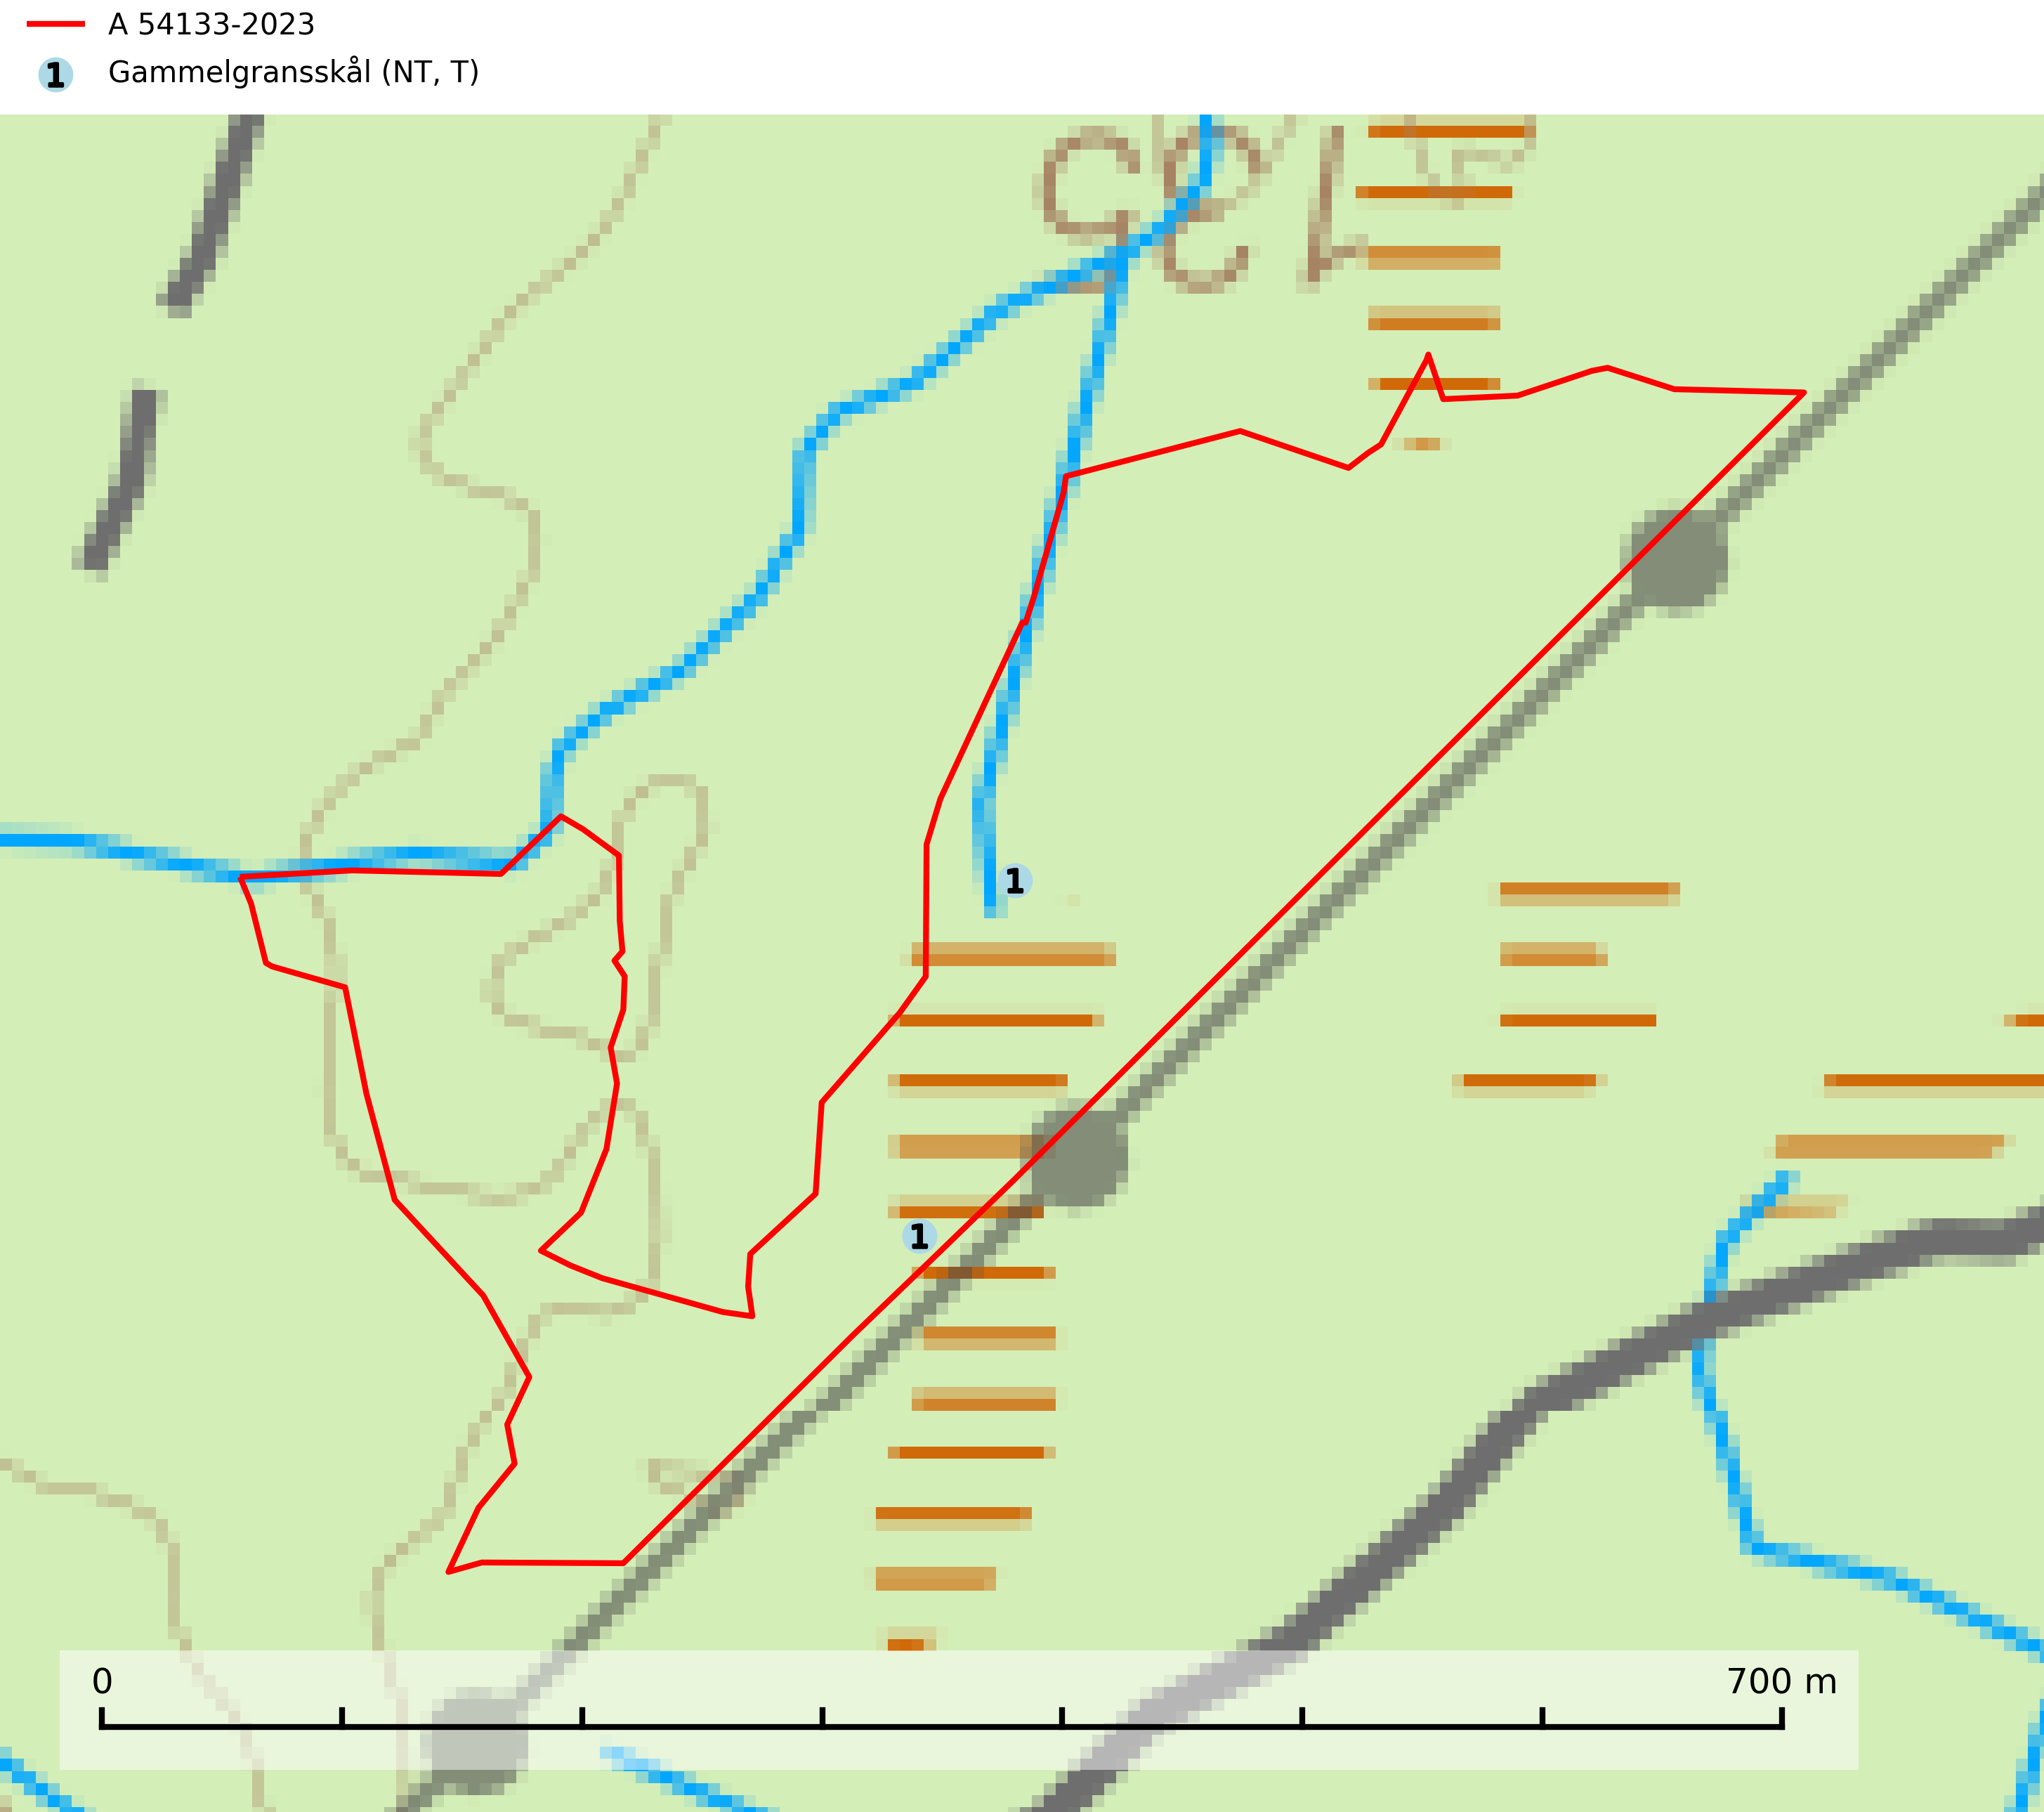 A 54133-2023
1 Gammelgransskål (NT, T)
1
1
0 700 m